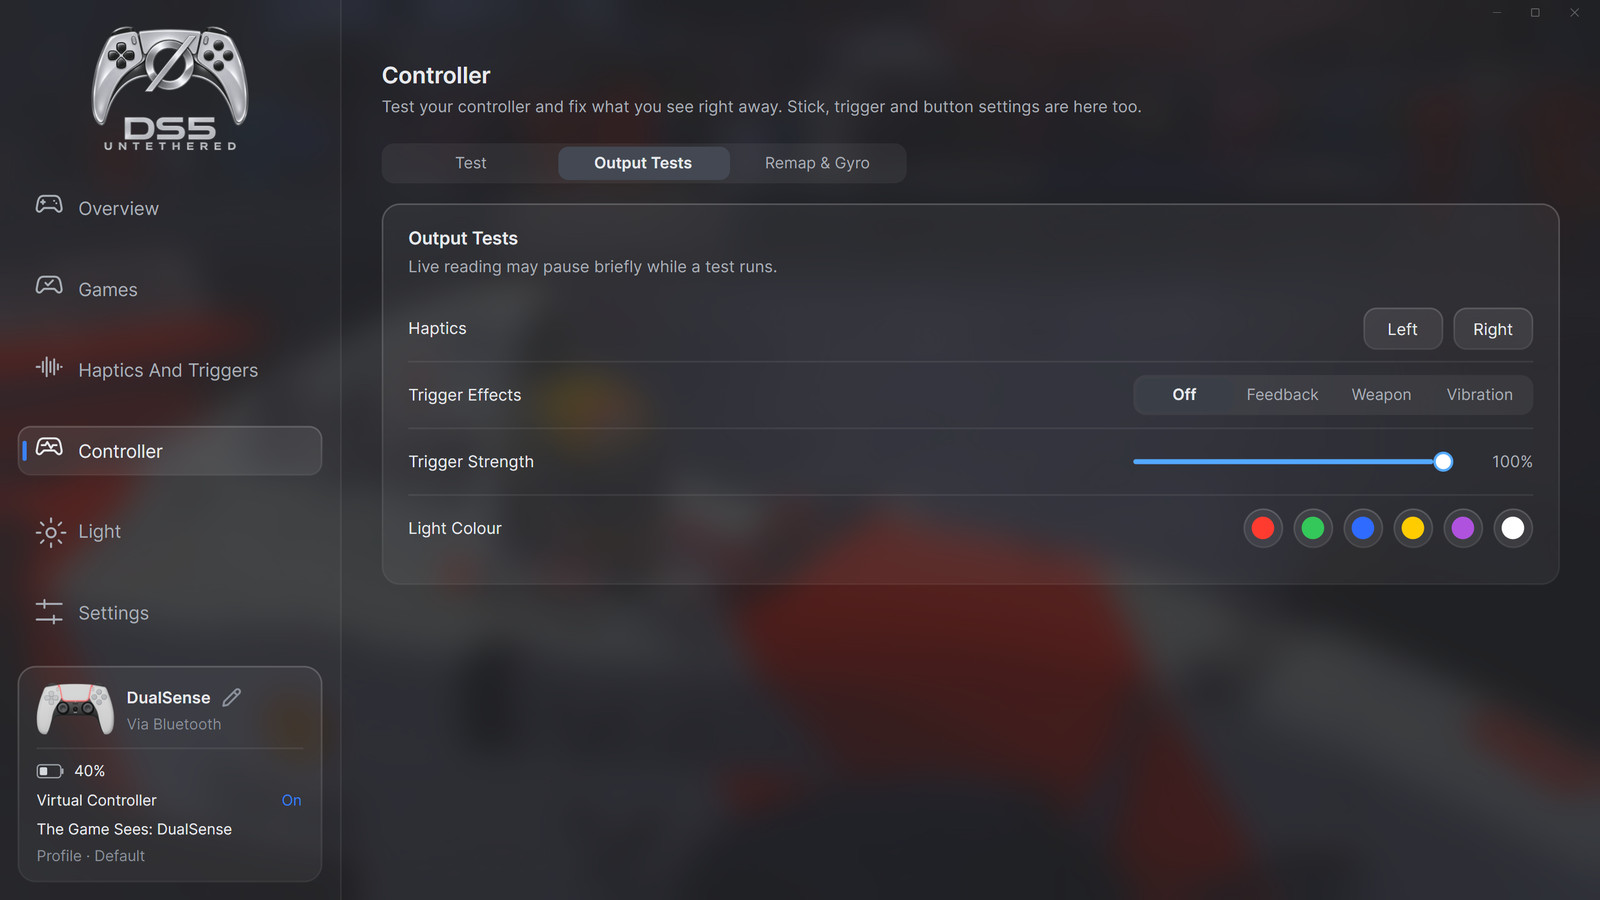 DS5
UNTETHERED
Overview
Games
Haptics And Triggers
Controller
Light
Settings
DualSense
Via Bluetooth
40%
Virtual Controller On
The Game Sees: DualSense
Profile · Default
Controller
Test your controller and fix what you see right away. Stick, trigger and button settings are here too.
Test Output Tests Remap & Gyro
Output Tests
Live reading may pause briefly while a test runs.
Haptics Left Right
Trigger Effects Off Feedback Weapon Vibration
Trigger Strength 100%
Light Colour